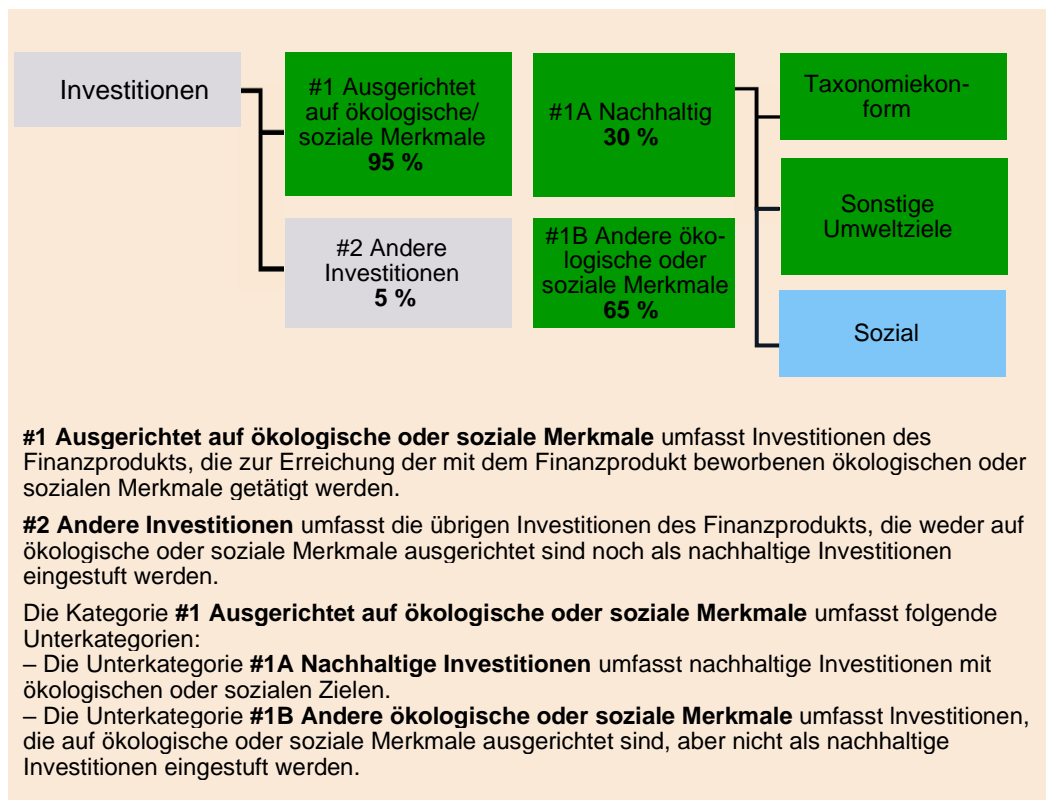 Investitionen
#1 Ausgerichtet
auf ökologische/
soziale Merkmale
95 %
#2 Andere
Investitionen
5 %
#1A Nachhaltig
30 %
#1B Andere öko-
logische oder
soziale Merkmale
65 %
Taxonomiekon-
form
Sonstige
Umweltziele
Sozial
#1 Ausgerichtet auf ökologische oder soziale Merkmale umfasst Investitionen des
Finanzprodukts, die zur Erreichung der mit dem Finanzprodukt beworbenen ökologischen oder
sozialen Merkmale getätigt werden.
#2 Andere Investitionen umfasst die übrigen Investitionen des Finanzprodukts, die weder auf
ökologische oder soziale Merkmale ausgerichtet sind noch als nachhaltige Investitionen
eingestuft werden.
Die Kategorie #1 Ausgerichtet auf ökologische oder soziale Merkmale umfasst folgende
Unterkategorien:
– Die Unterkategorie #1A Nachhaltige Investitionen umfasst nachhaltige Investitionen mit
ökologischen oder sozialen Zielen.
– Die Unterkategorie #1B Andere ökologische oder soziale Merkmale umfasst Investitionen,
die auf ökologische oder soziale Merkmale ausgerichtet sind, aber nicht als nachhaltige
Investitionen eingestuft werden.